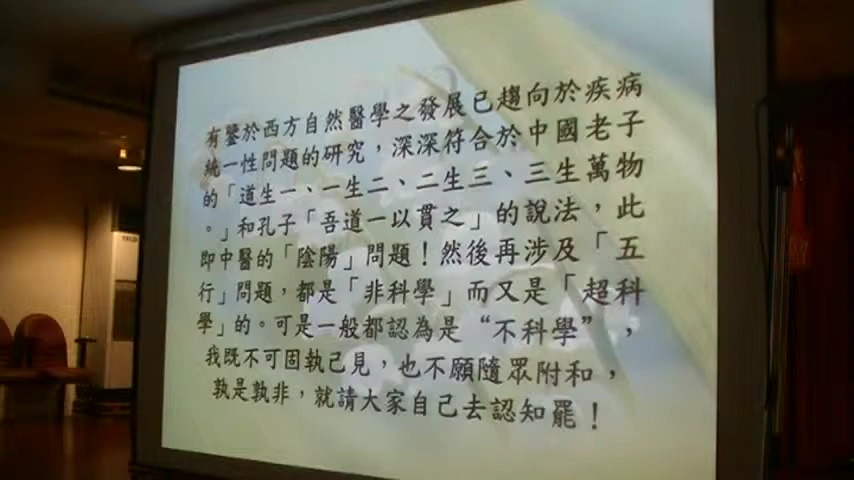 有鑒於西方自然醫學之發展已趨向於疾病
統一性問題的研究，深深符合於中國老子
的「道生一、一生二、二生三、三生萬物
。」和孔子「吾道一以貫之」的說法，此
即中醫的「陰陽」問題！然後再涉及「五
行」問題，都是「非科學」而又是「超科
學」的。可是一般都認為是“不科學”，
我既不可固執己見，也不願隨眾附和，
孰是孰非，就請大家自己去認知罷！